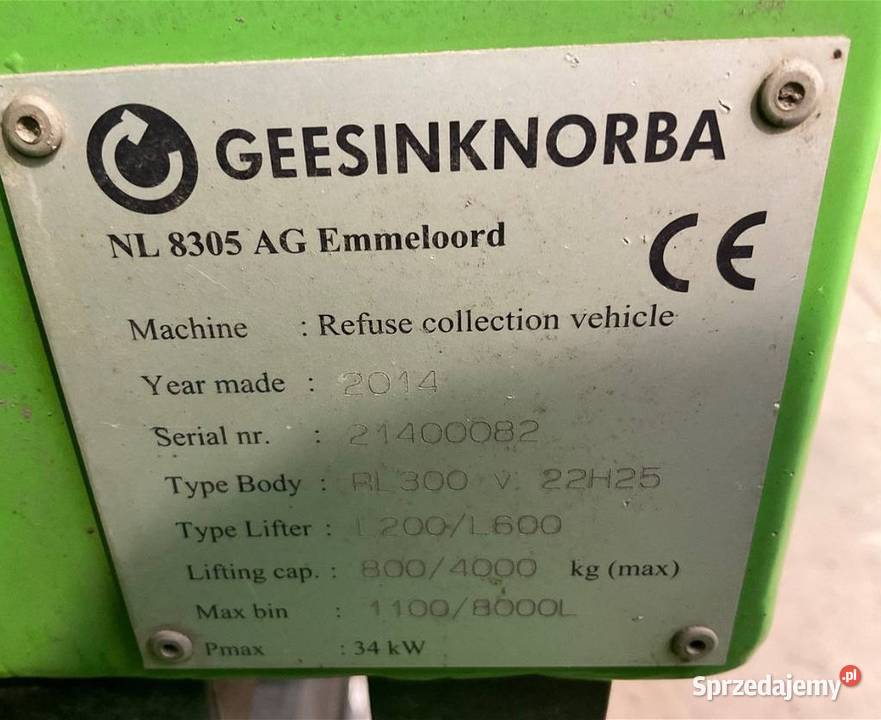 GEESINKNORBA
NL 8305 AG Emmeloord
CE
Machine : Refuse collection vehicle
Year made : 2014
Serial nr. : 21400082
Type Body : RL300 V 22H25
Type Lifter : L200/L600
Lifting cap. : 800/4000 kg (max)
Max bin : 1100/8000L
Pmax : 34 kW
Sprzedajemy.pl